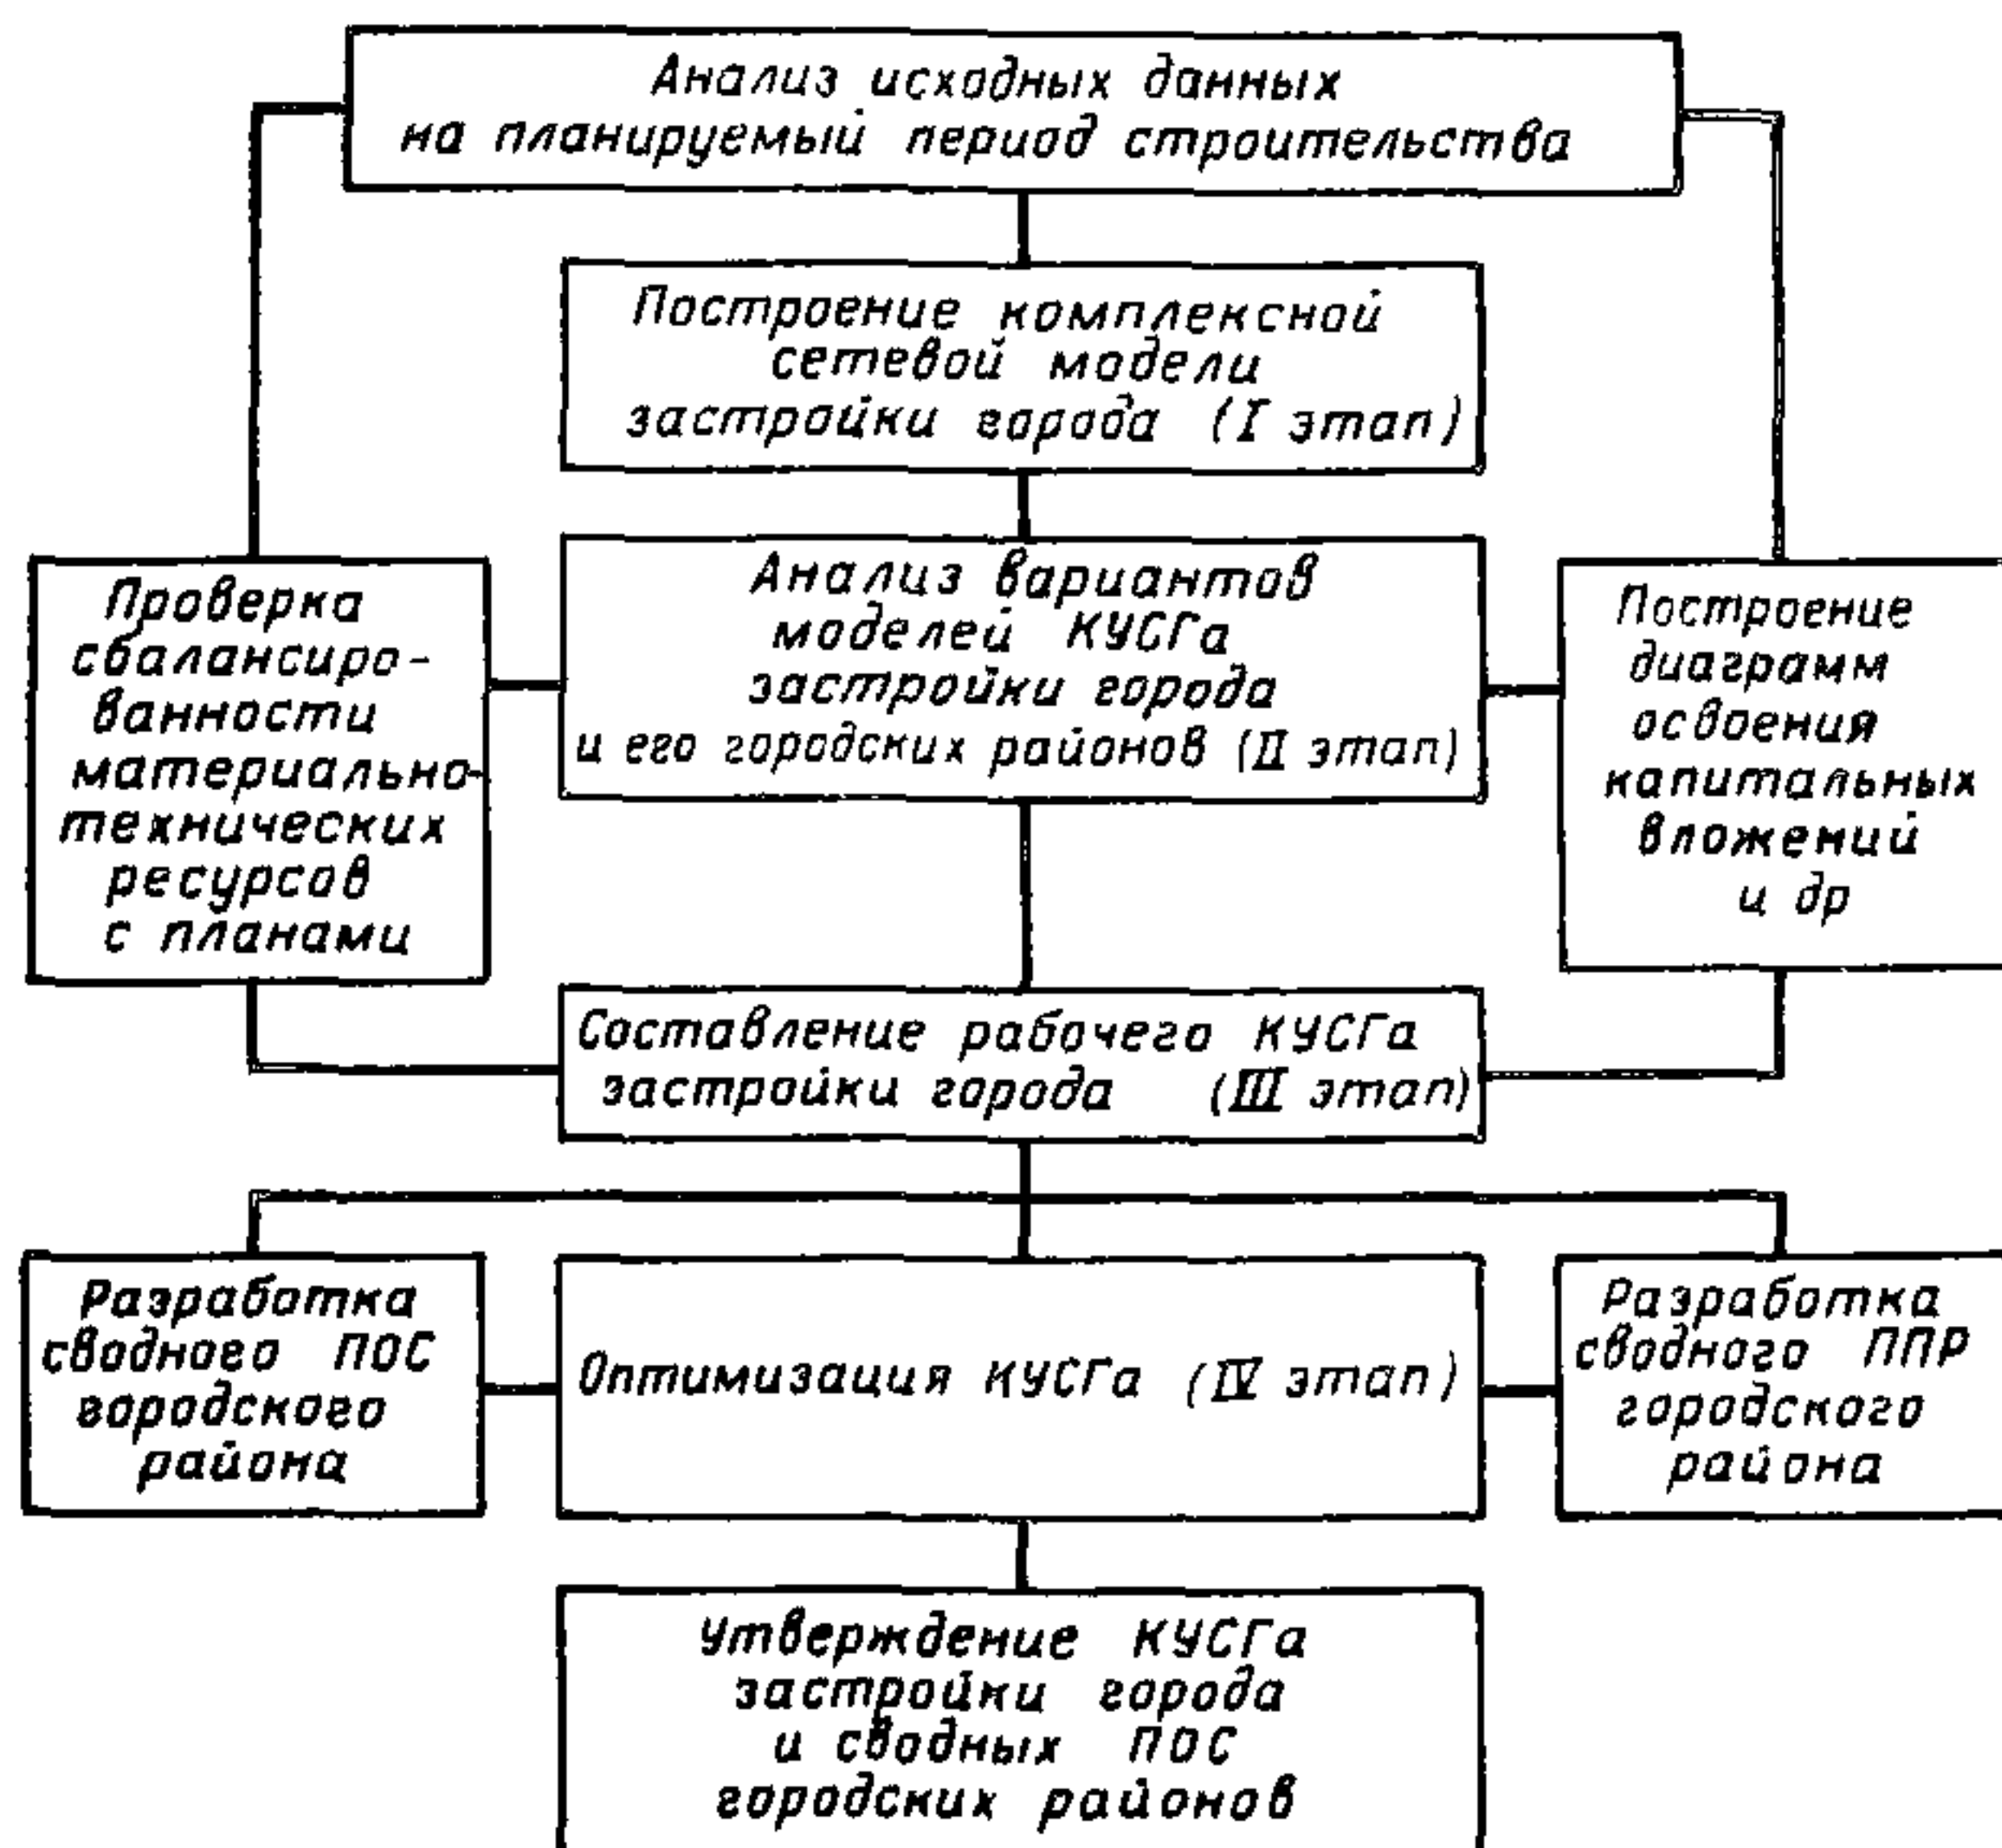 Анализ исходных данных
на планируемый период строительства
Построение комплексной
сетевой модели
застройки города (I этап)
Проверка
сбалансиро-
ванности
материально-
технических
ресурсов
с планами
Анализ вариантов
моделей КУСГа
застройки города
и его городских районов (II этап)
Построение
диаграмм
освоения
капитальных
вложений
и др
Составление рабочего КУСГа
застройки города (III этап)
Разработка
сводного ПОС
городского
района
Оптимизация КУСГа (IV этап)
Разработка
сводного ППР
городского
района
Утверждение КУСГа
застройки города
и сводных ПОС
городских районов